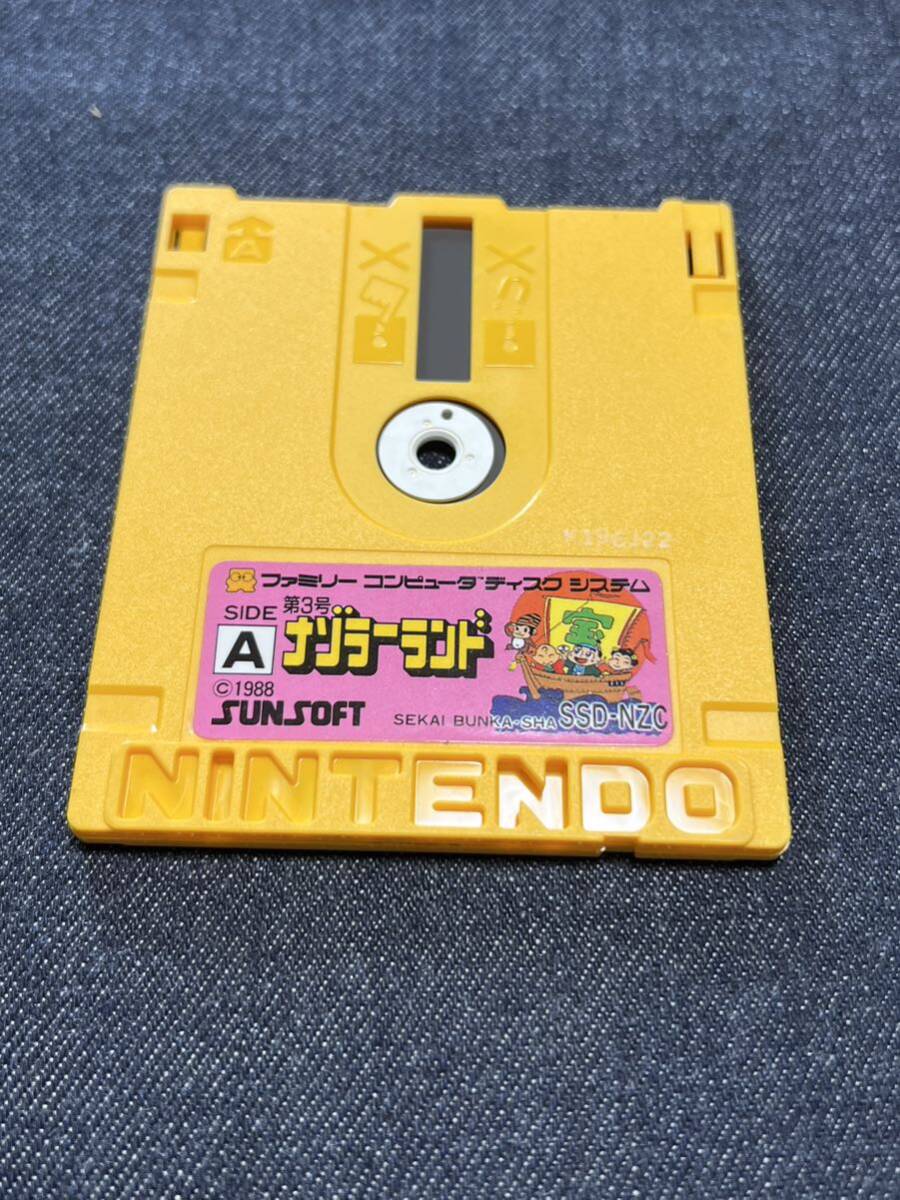 A
K196J22
ファミリー コンピュータ ディスク システム
SIDE
A
第3号
ナゾラーランド
宝
©1988
SUNSOFT
SEKAI BUNKA-SHA
SSD-NZC
NINTENDO